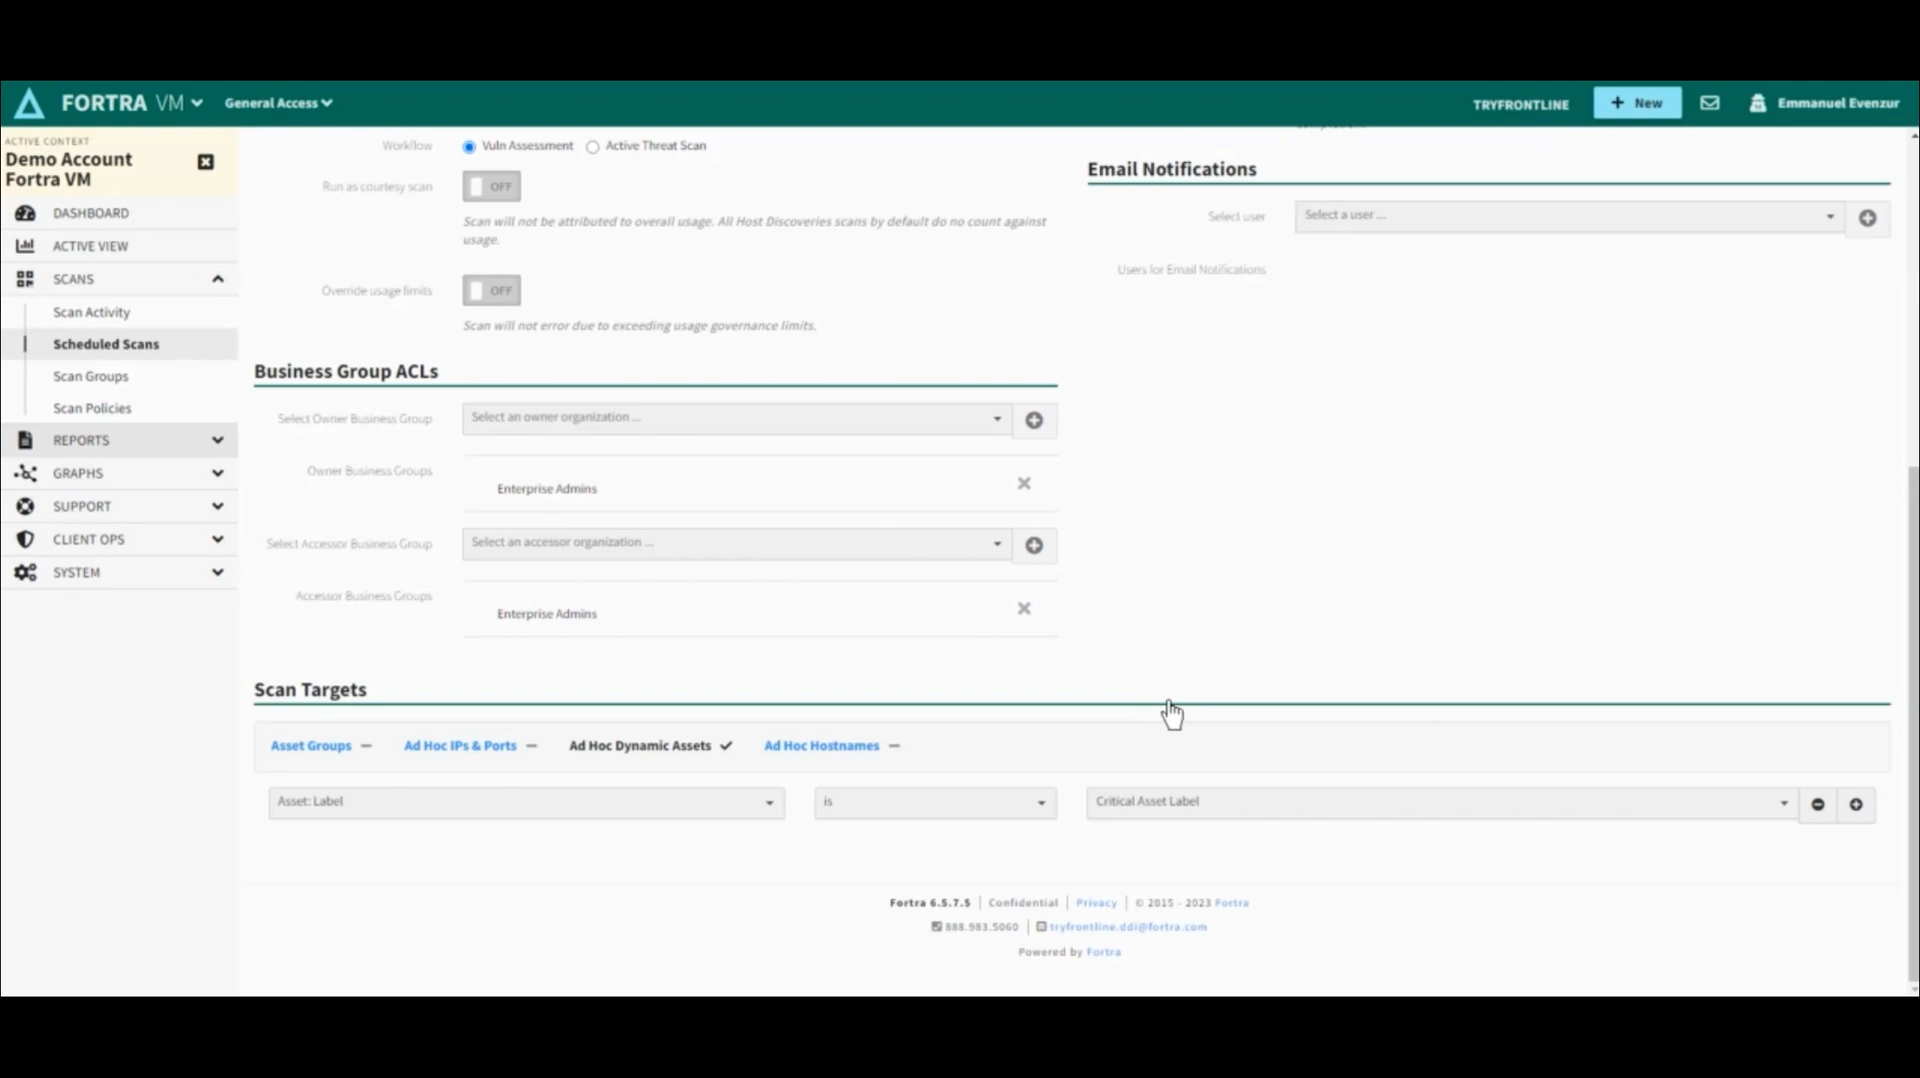 FORTRA VM
General Access
TRYFRONTLINE
+ New
Emmanuel Evenzur
ACTIVE CONTEXT
Demo Account
Fortra VM
DASHBOARD
ACTIVE VIEW
SCANS
Scan Activity
Scheduled Scans
Scan Groups
Scan Policies
REPORTS
GRAPHS
SUPPORT
CLIENT OPS
SYSTEM
Workflow
Vuln Assessment
Active Threat Scan
Run as courtesy scan
OFF
Scan will not be attributed to overall usage. All Host Discoveries scans by default do no count against
usage.
Override usage limits
OFF
Scan will not error due to exceeding usage governance limits.
Email Notifications
Select user
Select a user ...
Users for Email Notifications
Business Group ACLs
Select Owner Business Group
Select an owner organization ...
Owner Business Groups
Enterprise Admins
Select Accessor Business Group
Select an accessor organization ...
Accessor Business Groups
Enterprise Admins
Scan Targets
Asset Groups
Ad Hoc IPs & Ports
Ad Hoc Dynamic Assets
Ad Hoc Hostnames
Asset: Label
is
Critical Asset Label
Fortra 6.5.7.5 | Confidential | Privacy | © 2015 - 2023 Fortra
888.983.5060 | tryfrontline.ddi@fortra.com
Powered by Fortra